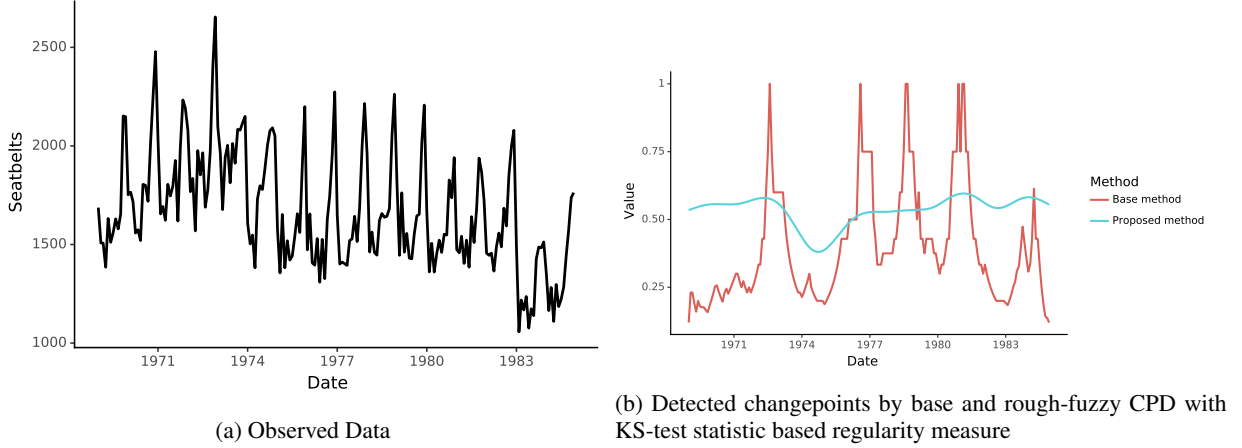 2500
2000
1500
1000
Seatbelts
1971 1974 1977 1980 1983
Date
(a) Observed Data
1
0.75
0.50
0.25
Value
1971 1974 1977 1980 1983
Date
Method
Base method
Proposed method
(b) Detected changepoints by base and rough-fuzzy CPD with
KS-test statistic based regularity measure